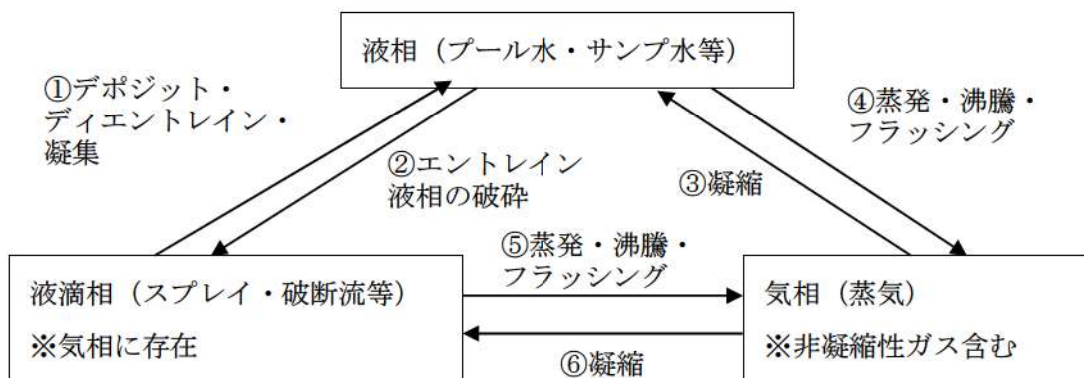 液相（プール水・サンプ水等）
①デポジット・
ディエントレイン・
凝集
②エントレイン
液相の破砕
③凝縮
④蒸発・沸騰・
フラッシング
⑤蒸発・沸騰・
フラッシング
液滴相（スプレイ・破断流等）
※気相に存在
気相（蒸気）
※非凝縮性ガス含む
⑥凝縮